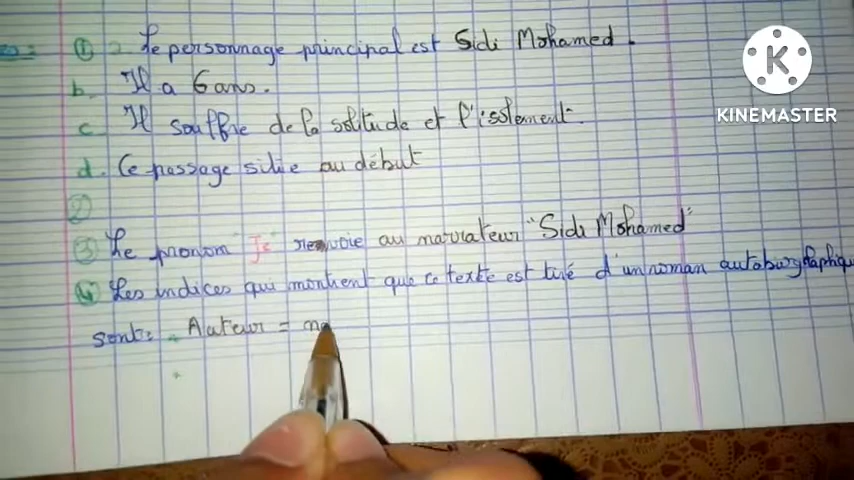 ① a. Le personnage principal est Sidi Mohamed.
b. Il a 6 ans.
c. Il souffre de la solitude et l'isolement.
d. Ce passage sitie au début
②
③ Le pronom "Je" renvoie au narrateur "Sidi Mohamed"
④ Les indices qui montrent que ce texte est tiré d'un roman autobiographique
sont: - Auteur = na
K
KINEMASTER